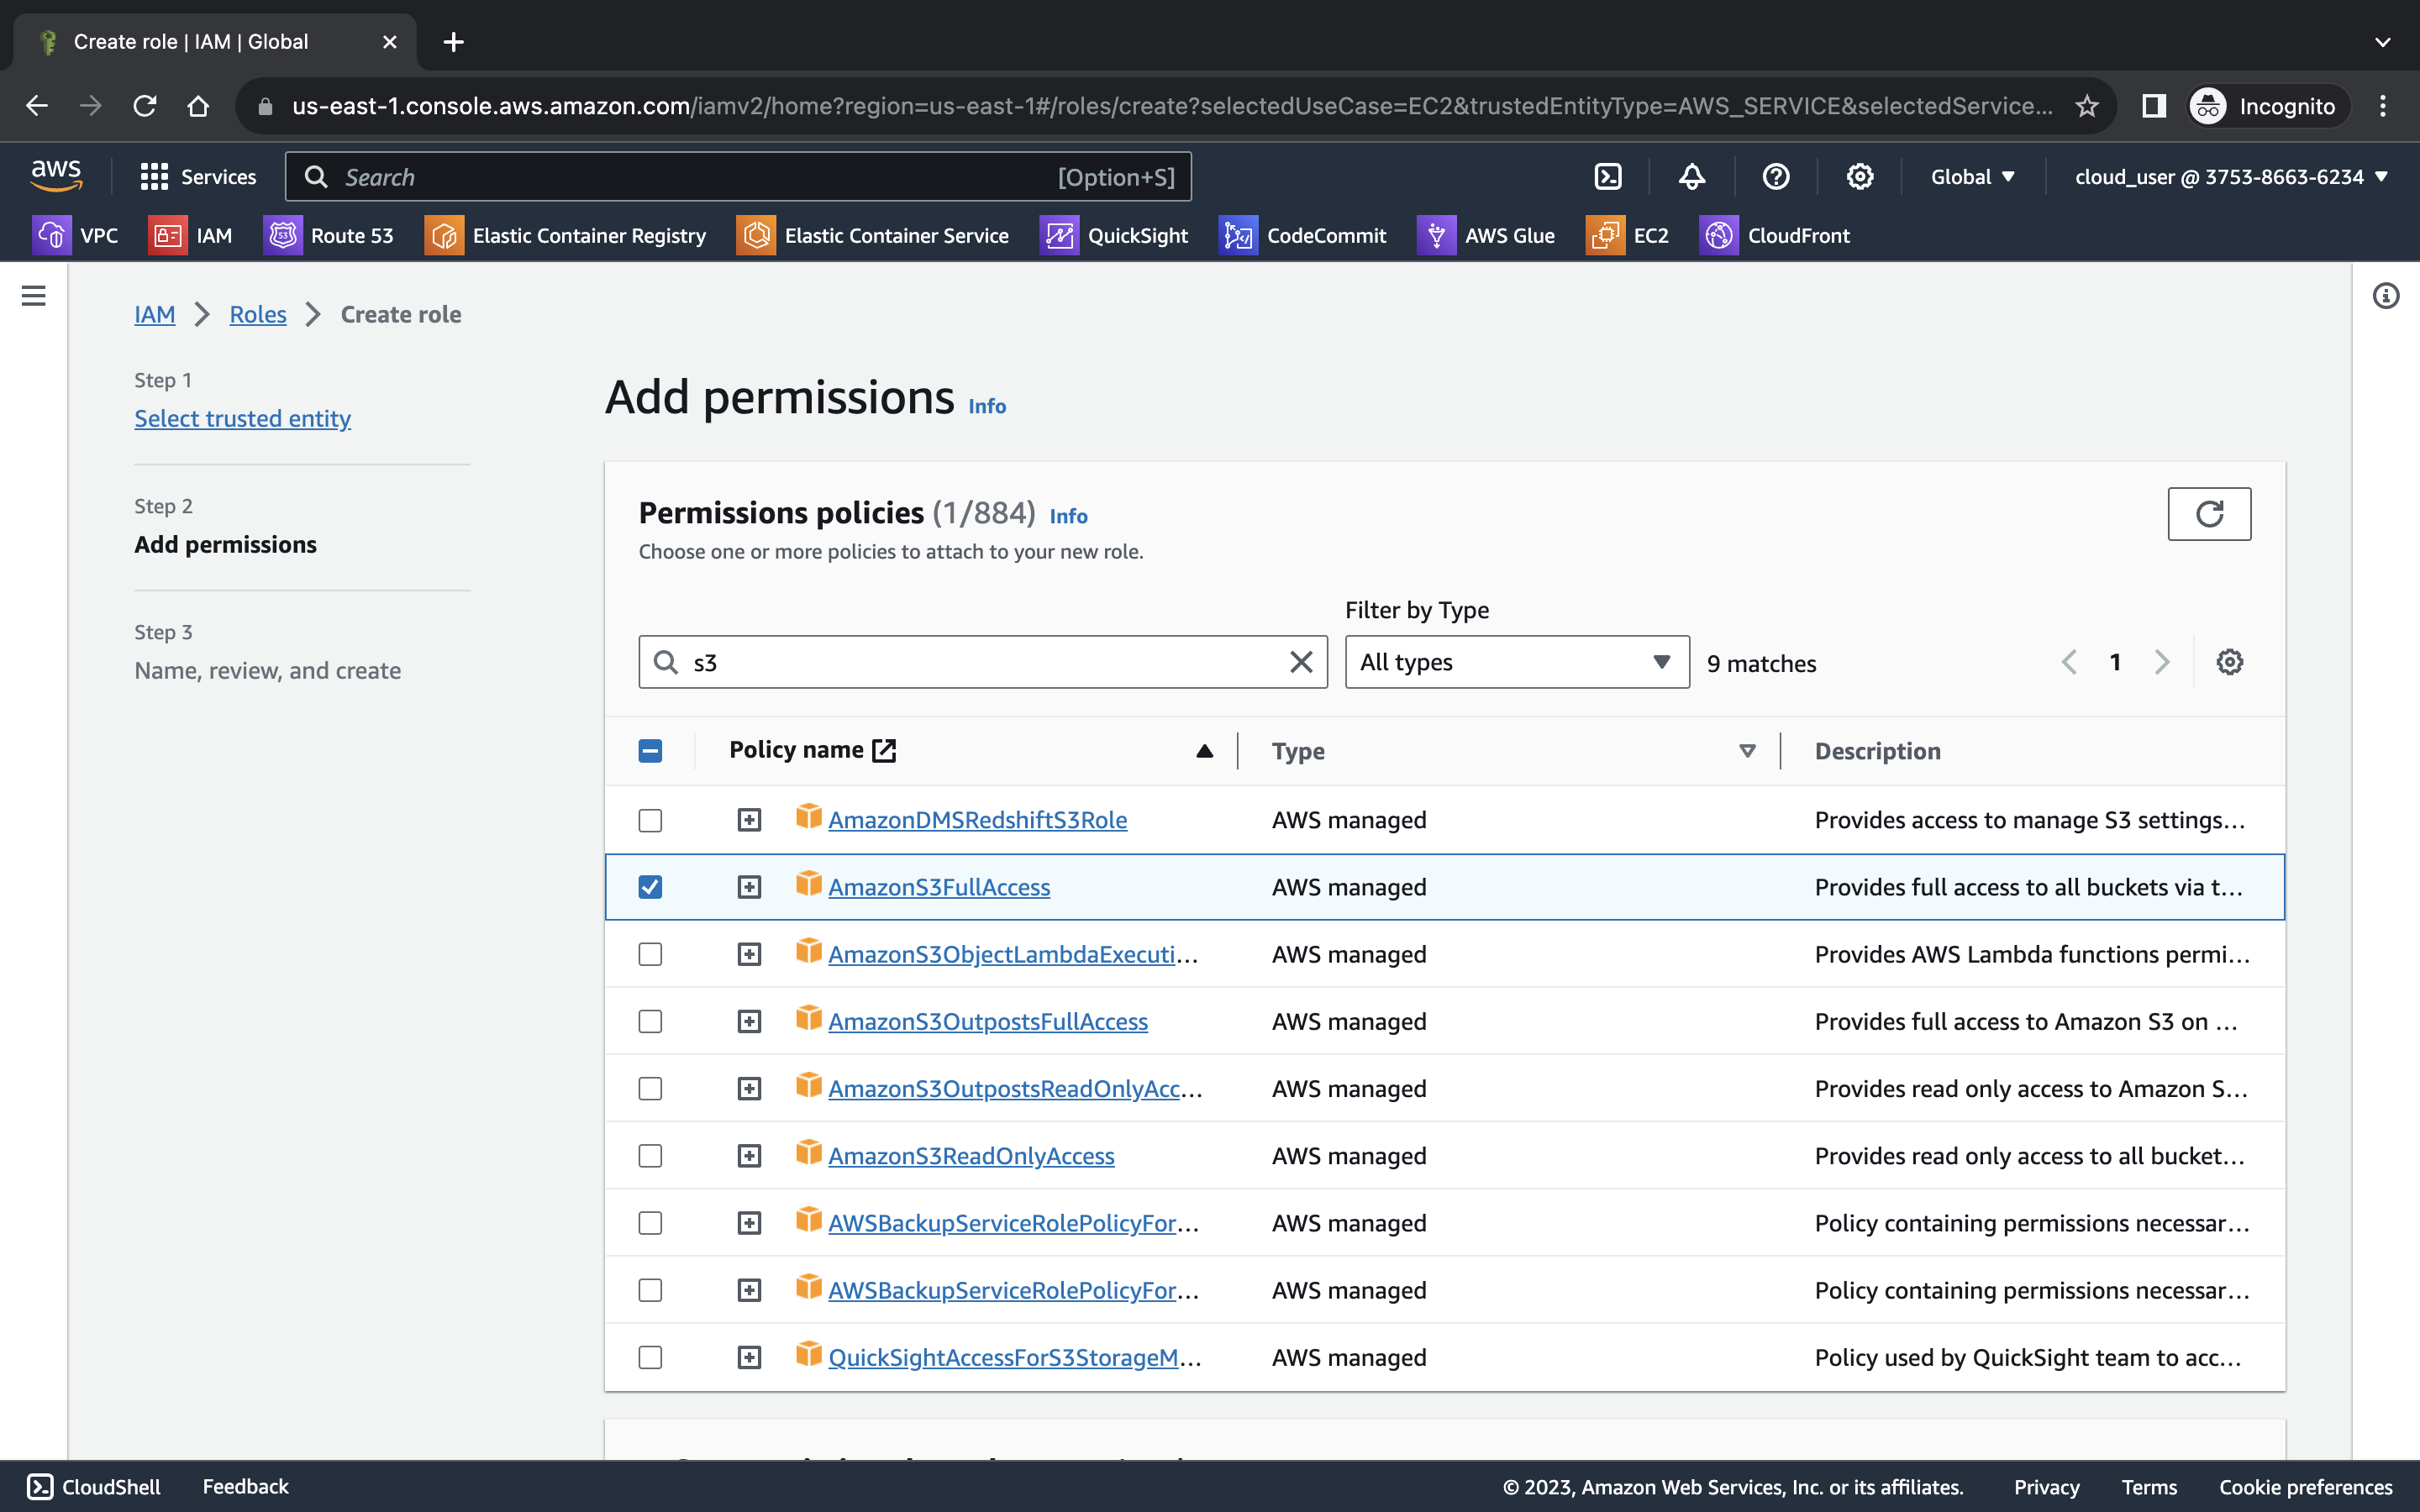 Create role | IAM | Global
us-east-1.console.aws.amazon.com/iamv2/home?region=us-east-1#/roles/create?selectedUseCase=EC2&trustedEntityType=AWS_SERVICE&selectedService...
Incognito
aws
Services
Search
[Option+S]
Global
cloud_user @ 3753-8663-6234
VPC
IAM
Route 53
Elastic Container Registry
Elastic Container Service
QuickSight
CodeCommit
AWS Glue
EC2
CloudFront
IAM > Roles > Create role
Step 1
Select trusted entity
Step 2
Add permissions
Step 3
Name, review, and create
Add permissions Info
Permissions policies (1/884) Info
Choose one or more policies to attach to your new role.
Filter by Type
s3
All types
9 matches
1
Policy name Type Description
AmazonDMSRedshiftS3Role AWS managed Provides access to manage S3 settings...
AmazonS3FullAccess AWS managed Provides full access to all buckets via t...
AmazonS3ObjectLambdaExecuti... AWS managed Provides AWS Lambda functions permi...
AmazonS3OutpostsFullAccess AWS managed Provides full access to Amazon S3 on ...
AmazonS3OutpostsReadOnlyAcc... AWS managed Provides read only access to Amazon S...
AmazonS3ReadOnlyAccess AWS managed Provides read only access to all bucket...
AWSBackupServiceRolePolicyFor... AWS managed Policy containing permissions necessar...
AWSBackupServiceRolePolicyFor... AWS managed Policy containing permissions necessar...
QuickSightAccessForS3StorageM... AWS managed Policy used by QuickSight team to acc...
CloudShell
Feedback
© 2023, Amazon Web Services, Inc. or its affiliates.
Privacy
Terms
Cookie preferences